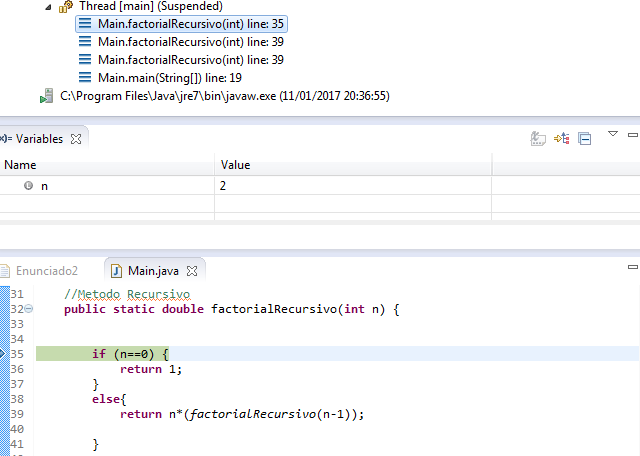 Thread [main] (Suspended)
Main.factorialRecursivo(int) line: 35
Main.factorialRecursivo(int) line: 39
Main.factorialRecursivo(int) line: 39
Main.main(String[]) line: 19
C:\Program Files\Java\jre7\bin\javaw.exe (11/01/2017 20:36:55)
(x)= Variables
Name Value
n 2
Enunciado2 Main.java
31 //Metodo Recursivo
32 public static double factorialRecursivo(int n) {
33
34
35 if (n==0) {
36 return 1;
37 }
38 else{
39 return n*(factorialRecursivo(n-1));
40
41 }